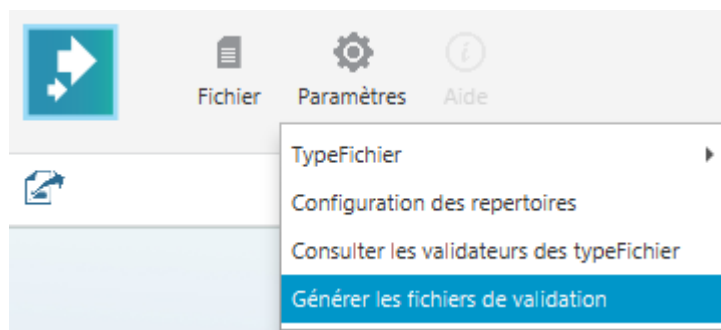 Fichier Paramètres Aide
TypeFichier
Configuration des repertoires
Consulter les validateurs des typeFichier
Générer les fichiers de validation